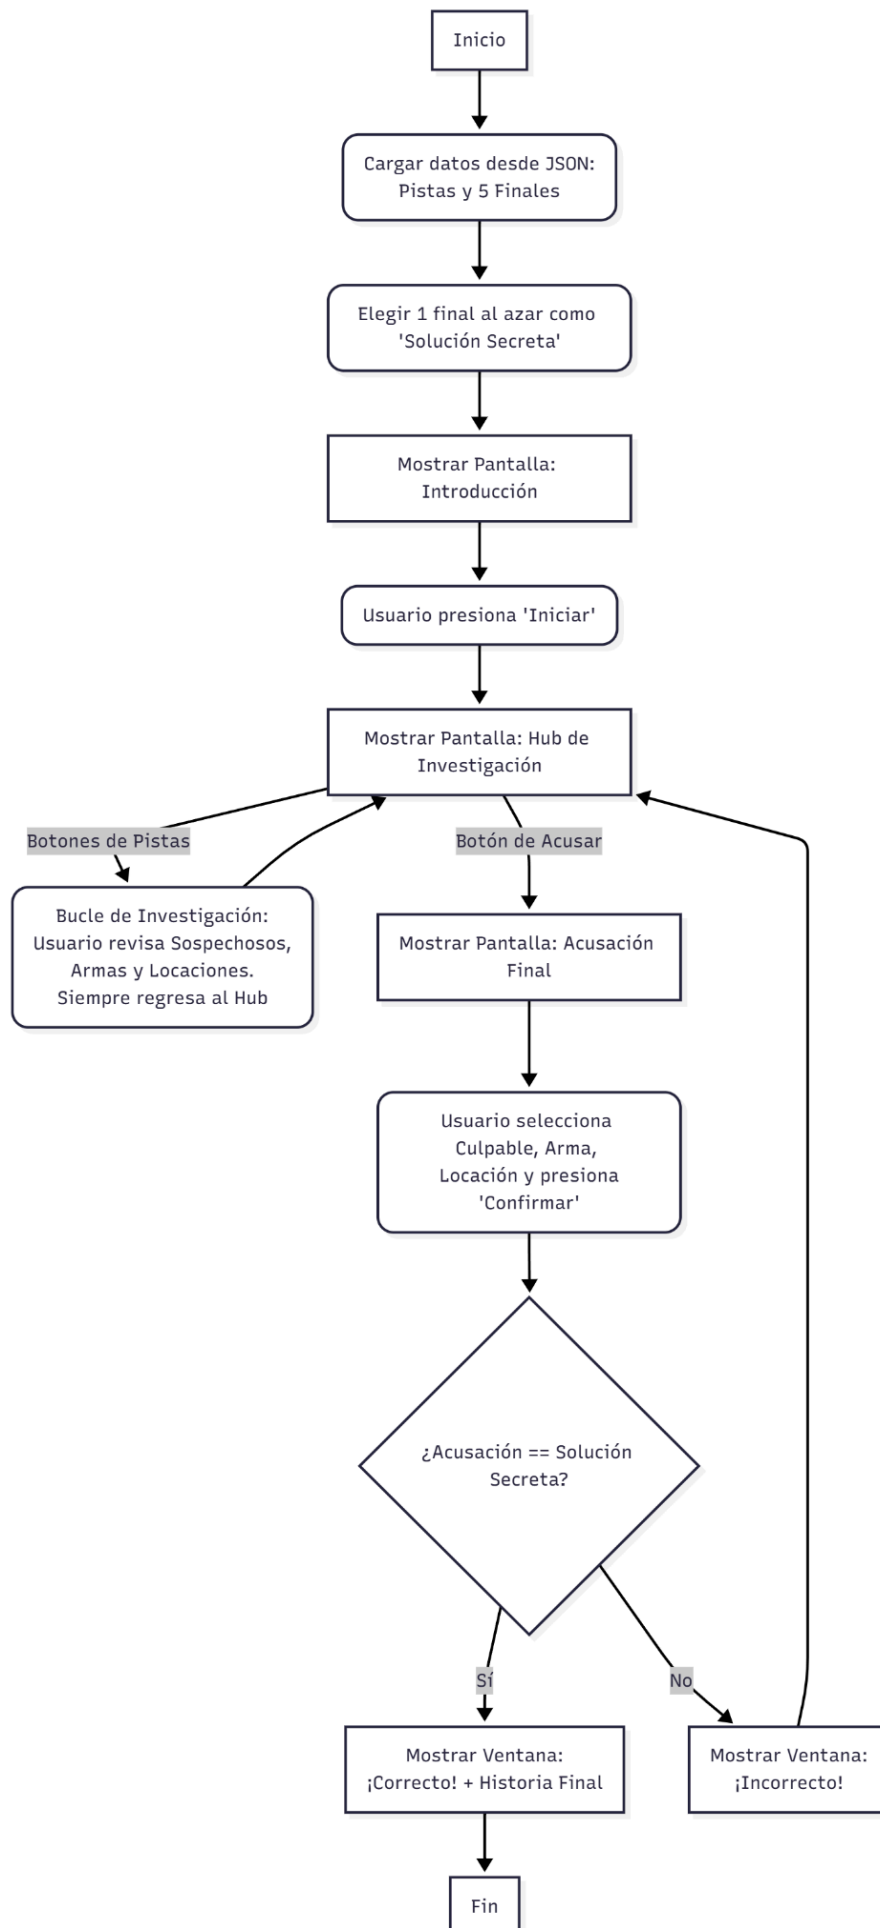 Inicio
Cargar datos desde JSON:
Pistas y 5 Finales
Elegir 1 final al azar como
'Solución Secreta'
Mostrar Pantalla:
Introducción
Usuario presiona 'Iniciar'
Mostrar Pantalla: Hub de
Investigación
Botones de Pistas
Botón de Acusar
Bucle de Investigación:
Usuario revisa Sospechosos,
Armas y Locaciones.
Siempre regresa al Hub
Mostrar Pantalla: Acusación
Final
Usuario selecciona
Culpable, Arma,
Locación y presiona
'Confirmar'
¿Acusación == Solución
Secreta?
Sí
No
Mostrar Ventana:
¡Correcto! + Historia Final
Mostrar Ventana:
¡Incorrecto!
Fin